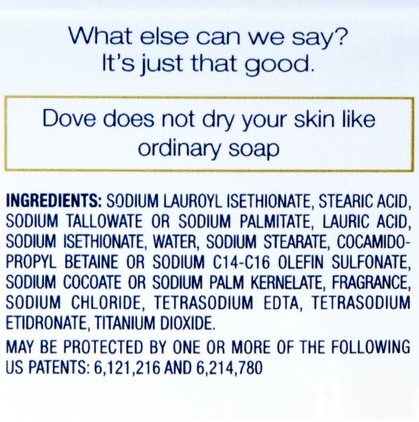 What else can we say?
It's just that good.
Dove does not dry your skin like
ordinary soap
INGREDIENTS: SODIUM LAUROYL ISETHIONATE, STEARIC ACID,
SODIUM TALLOWATE OR SODIUM PALMITATE, LAURIC ACID,
SODIUM ISETHIONATE, WATER, SODIUM STEARATE, COCAMIDO-
PROPYL BETAINE OR SODIUM C14-C16 OLEFIN SULFONATE,
SODIUM COCOATE OR SODIUM PALM KERNELATE, FRAGRANCE,
SODIUM CHLORIDE, TETRASODIUM EDTA, TETRASODIUM
ETIDRONATE, TITANIUM DIOXIDE.
MAY BE PROTECTED BY ONE OR MORE OF THE FOLLOWING
US PATENTS: 6,121,216 AND 6,214,780